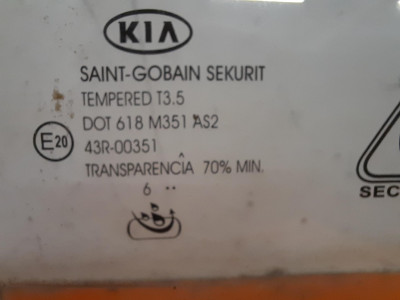 KIA
SAINT-GOBAIN SEKURIT
TEMPERED T3.5
DOT 618 M351 AS2
E20
43R-00351
TRANSPARENCIA 70% MIN.
6 ..
SEC